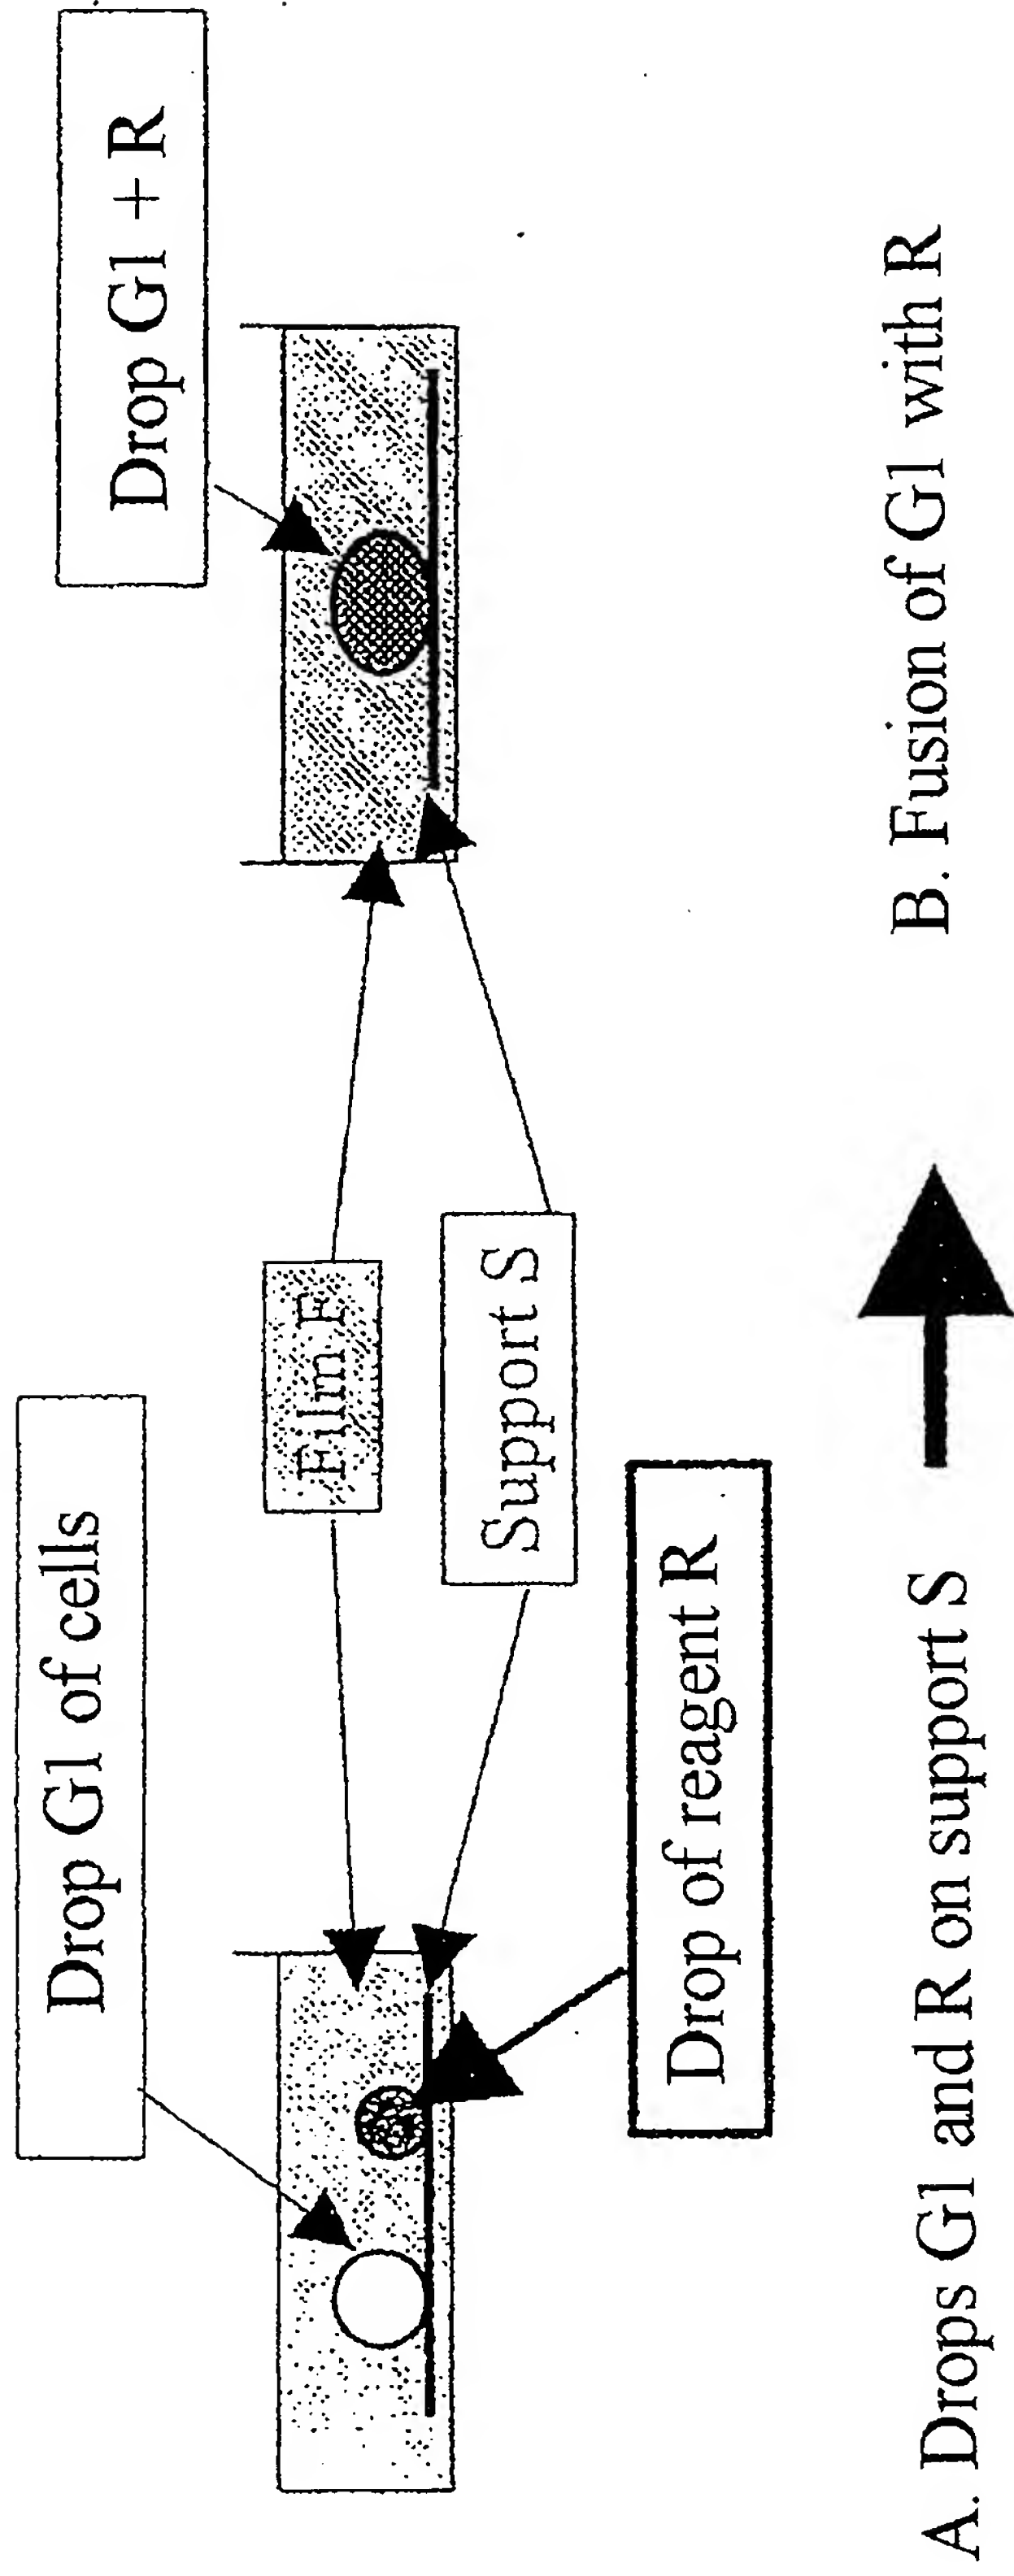 Drop G1 of cells
Drop G1 + R
Film F
Support S
Drop of reagent R
A. Drops G1 and R on support S
B. Fusion of G1 with R